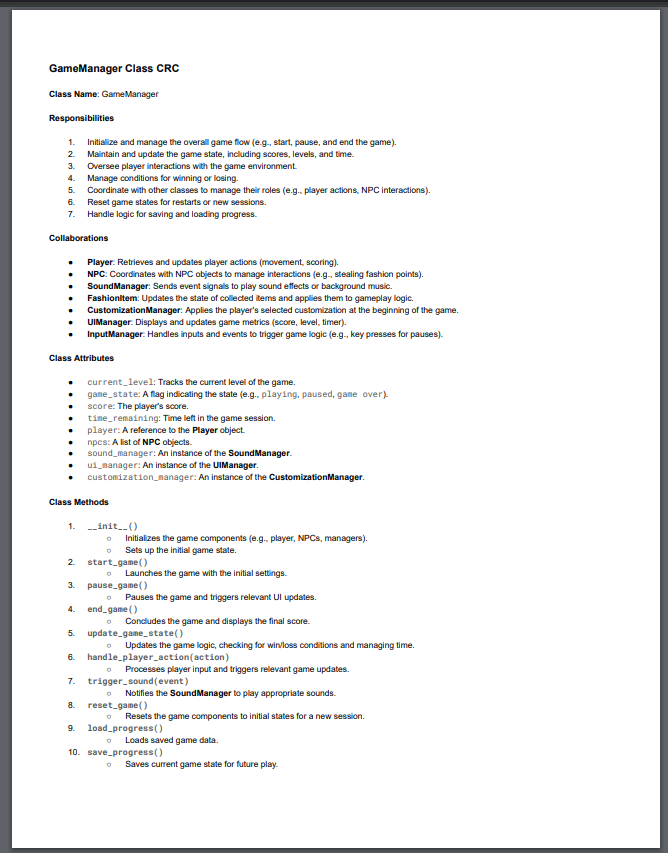 GameManager Class CRC
Class Name: GameManager
Responsibilities
1. Initialize and manage the overall game flow (e.g., start, pause, and end the game).
2. Maintain and update the game state, including scores, levels, and time.
3. Oversee player interactions with the game environment.
4. Manage conditions for winning or losing.
5. Coordinate with other classes to manage their roles (e.g., player actions, NPC interactions).
6. Reset game states for restarts or new sessions.
7. Handle logic for saving and loading progress.
Collaborations
● Player: Retrieves and updates player actions (movement, scoring).
● NPC: Coordinates with NPC objects to manage interactions (e.g., stealing fashion points).
● SoundManager: Sends event signals to play sound effects or background music.
● FashionItem: Updates the state of collected items and applies them to gameplay logic.
● CustomizationManager: Applies the player's selected customization at the beginning of the game.
● UIManager: Displays and updates game metrics (score, level, timer).
● InputManager: Handles inputs and events to trigger game logic (e.g., key presses for pauses).
Class Attributes
● current_level: Tracks the current level of the game.
● game_state: A flag indicating the state (e.g., playing, paused, game over).
● score: The player's score.
● time_remaining: Time left in the game session.
● player: A reference to the Player object.
● npcs: A list of NPC objects.
● sound_manager: An instance of the SoundManager.
● ui_manager: An instance of the UIManager.
● customization_manager: An instance of the CustomizationManager.
Class Methods
1. __init__()
○ Initializes the game components (e.g., player, NPCs, managers).
○ Sets up the initial game state.
2. start_game()
○ Launches the game with the initial settings.
3. pause_game()
○ Pauses the game and triggers relevant UI updates.
4. end_game()
○ Concludes the game and displays the final score.
5. update_game_state()
○ Updates the game logic, checking for win/loss conditions and managing time.
6. handle_player_action(action)
○ Processes player input and triggers relevant game updates.
7. trigger_sound(event)
○ Notifies the SoundManager to play appropriate sounds.
8. reset_game()
○ Resets the game components to initial states for a new session.
9. load_progress()
○ Loads saved game data.
10. save_progress()
○ Saves current game state for future play.